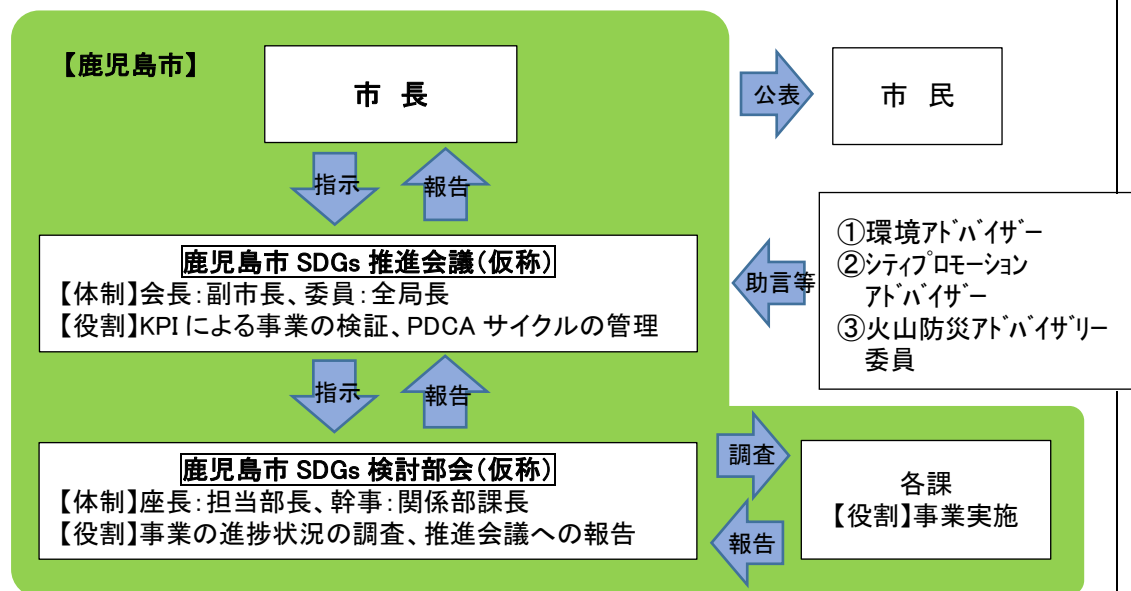 【鹿児島市】
市 長
公表
市 民
指示
報告
鹿児島市 SDGs 推進会議（仮称）
【体制】会長：副市長、委員：全局長
【役割】KPI による事業の検証、PDCA サイクルの管理
助言等
①環境ｱﾄﾞﾊﾞｲｻﾞｰ
②ｼﾃｨﾌﾟﾛﾓｰｼｮﾝ
ｱﾄﾞﾊﾞｲｻﾞｰ
③火山防災ｱﾄﾞﾊﾞｲｻﾞﾘｰ
委員
指示
報告
鹿児島市 SDGs 検討部会（仮称）
【体制】座長：担当部長、幹事：関係部課長
【役割】事業の進捗状況の調査、推進会議への報告
調査
報告
各課
【役割】事業実施